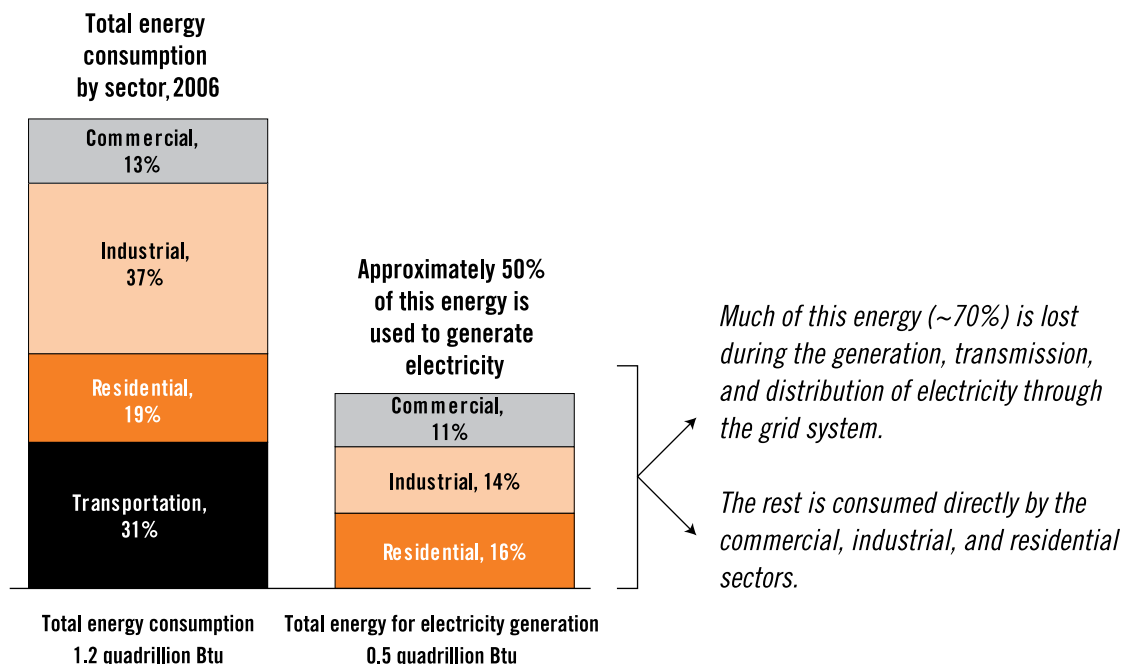 Total energy
consumption
by sector, 2006
Commercial,
13%
Industrial,
37%
Residential,
19%
Transportation,
31%
Total energy consumption
1.2 quadrillion Btu
Approximately 50%
of this energy is
used to generate
electricity
Commercial,
11%
Industrial, 14%
Residential, 16%
Total energy for electricity generation
0.5 quadrillion Btu
Much of this energy (~70%) is lost
during the generation, transmission,
and distribution of electricity through
the grid system.
The rest is consumed directly by the
commercial, industrial, and residential
sectors.